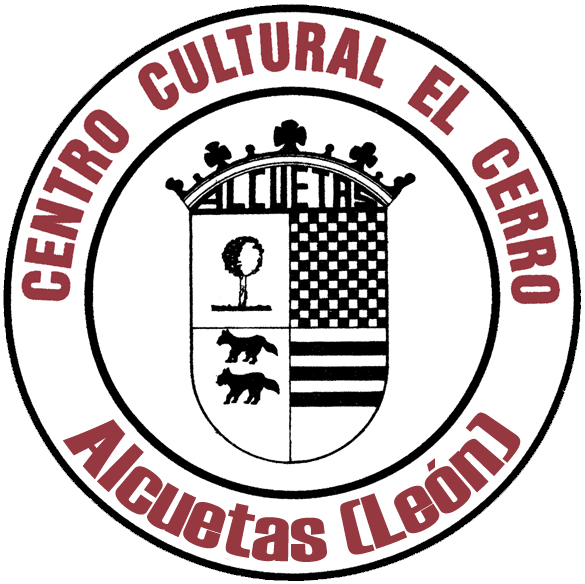 CENTRO CULTURAL EL CERRO
ALCUETAS
Alcuetas (León)